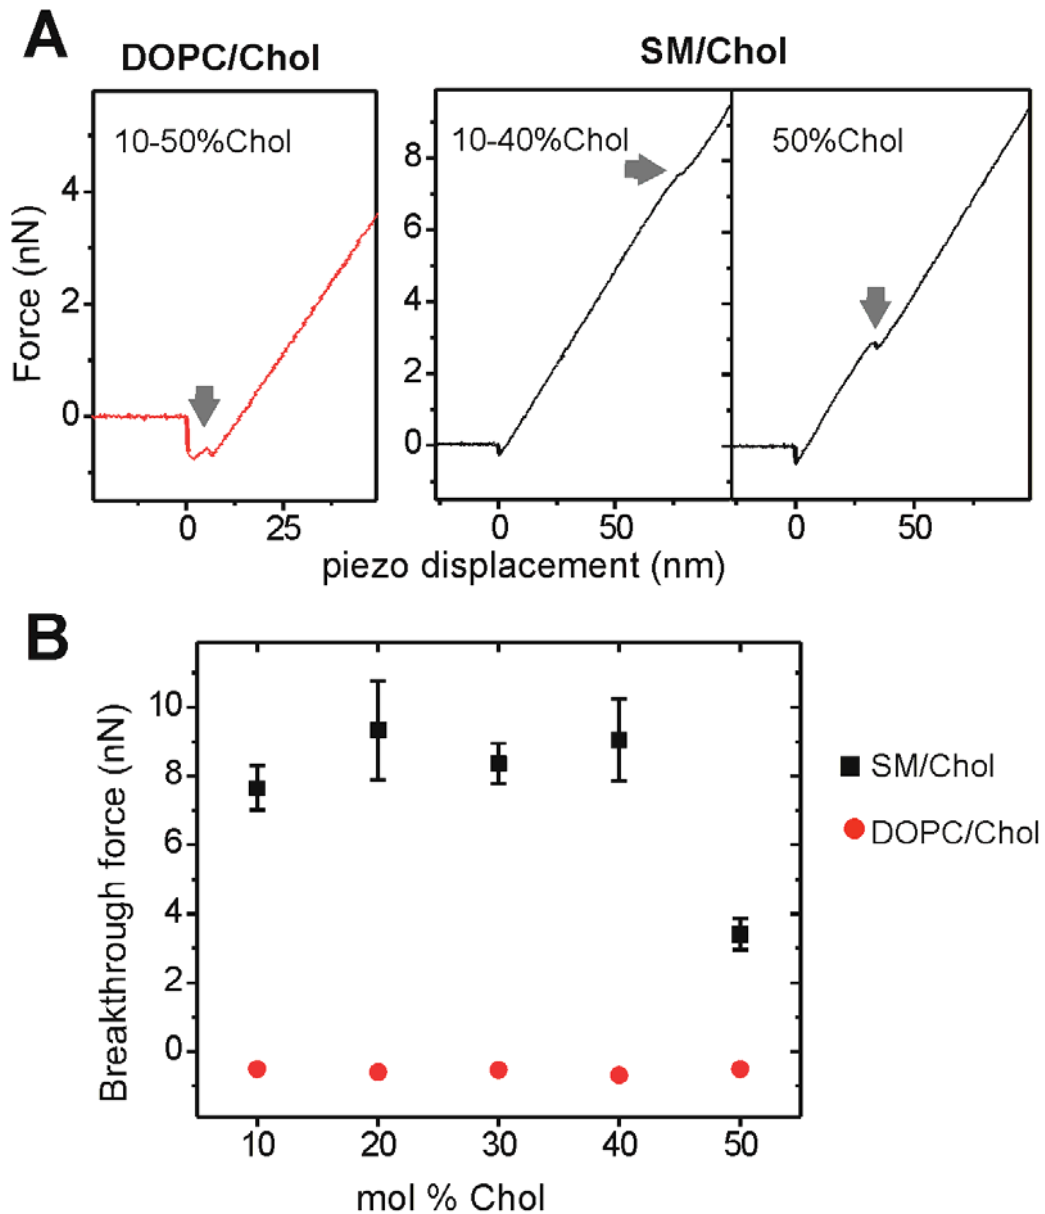 A
DOPC/Chol
SM/Chol
10-50%Chol
10-40%Chol
50%Chol
Force (nN)
4
2
0
8
6
4
2
0
0 25
0 50
0 50
piezo displacement (nm)
B
Breakthrough force (nN)
10
8
6
4
2
0
SM/Chol
DOPC/Chol
10 20 30 40 50
mol % Chol